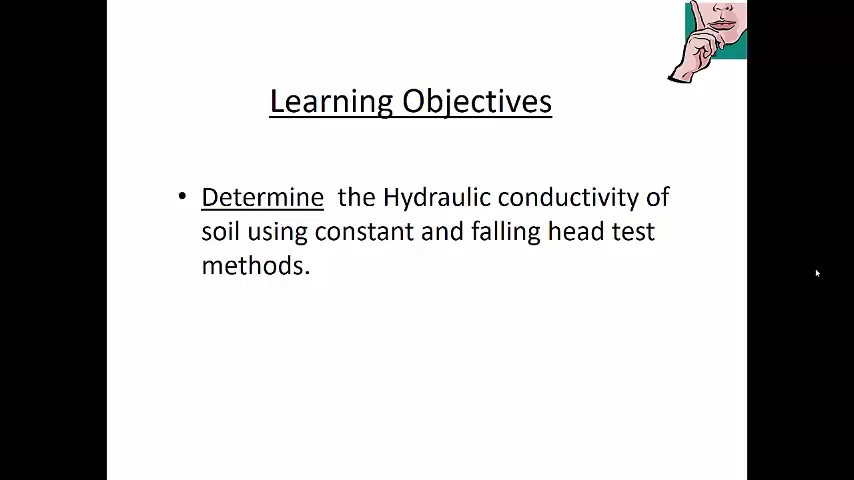 Learning Objectives
• Determine the Hydraulic conductivity of
soil using constant and falling head test
methods.